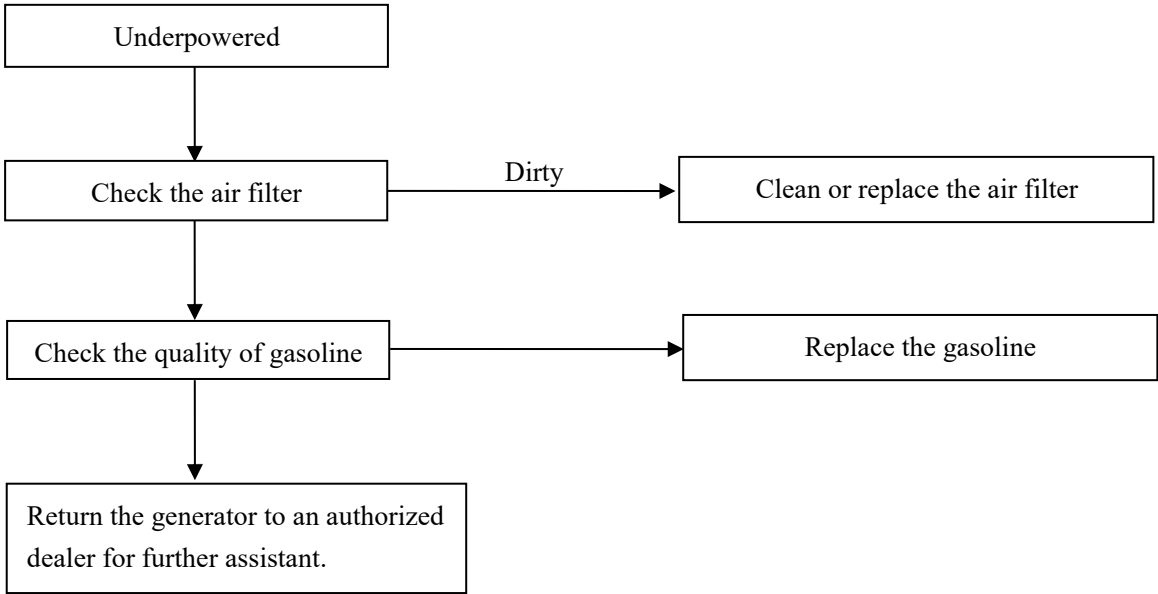 Underpowered
Check the air filter
Dirty
Clean or replace the air filter
Check the quality of gasoline
Replace the gasoline
Return the generator to an authorized
dealer for further assistant.